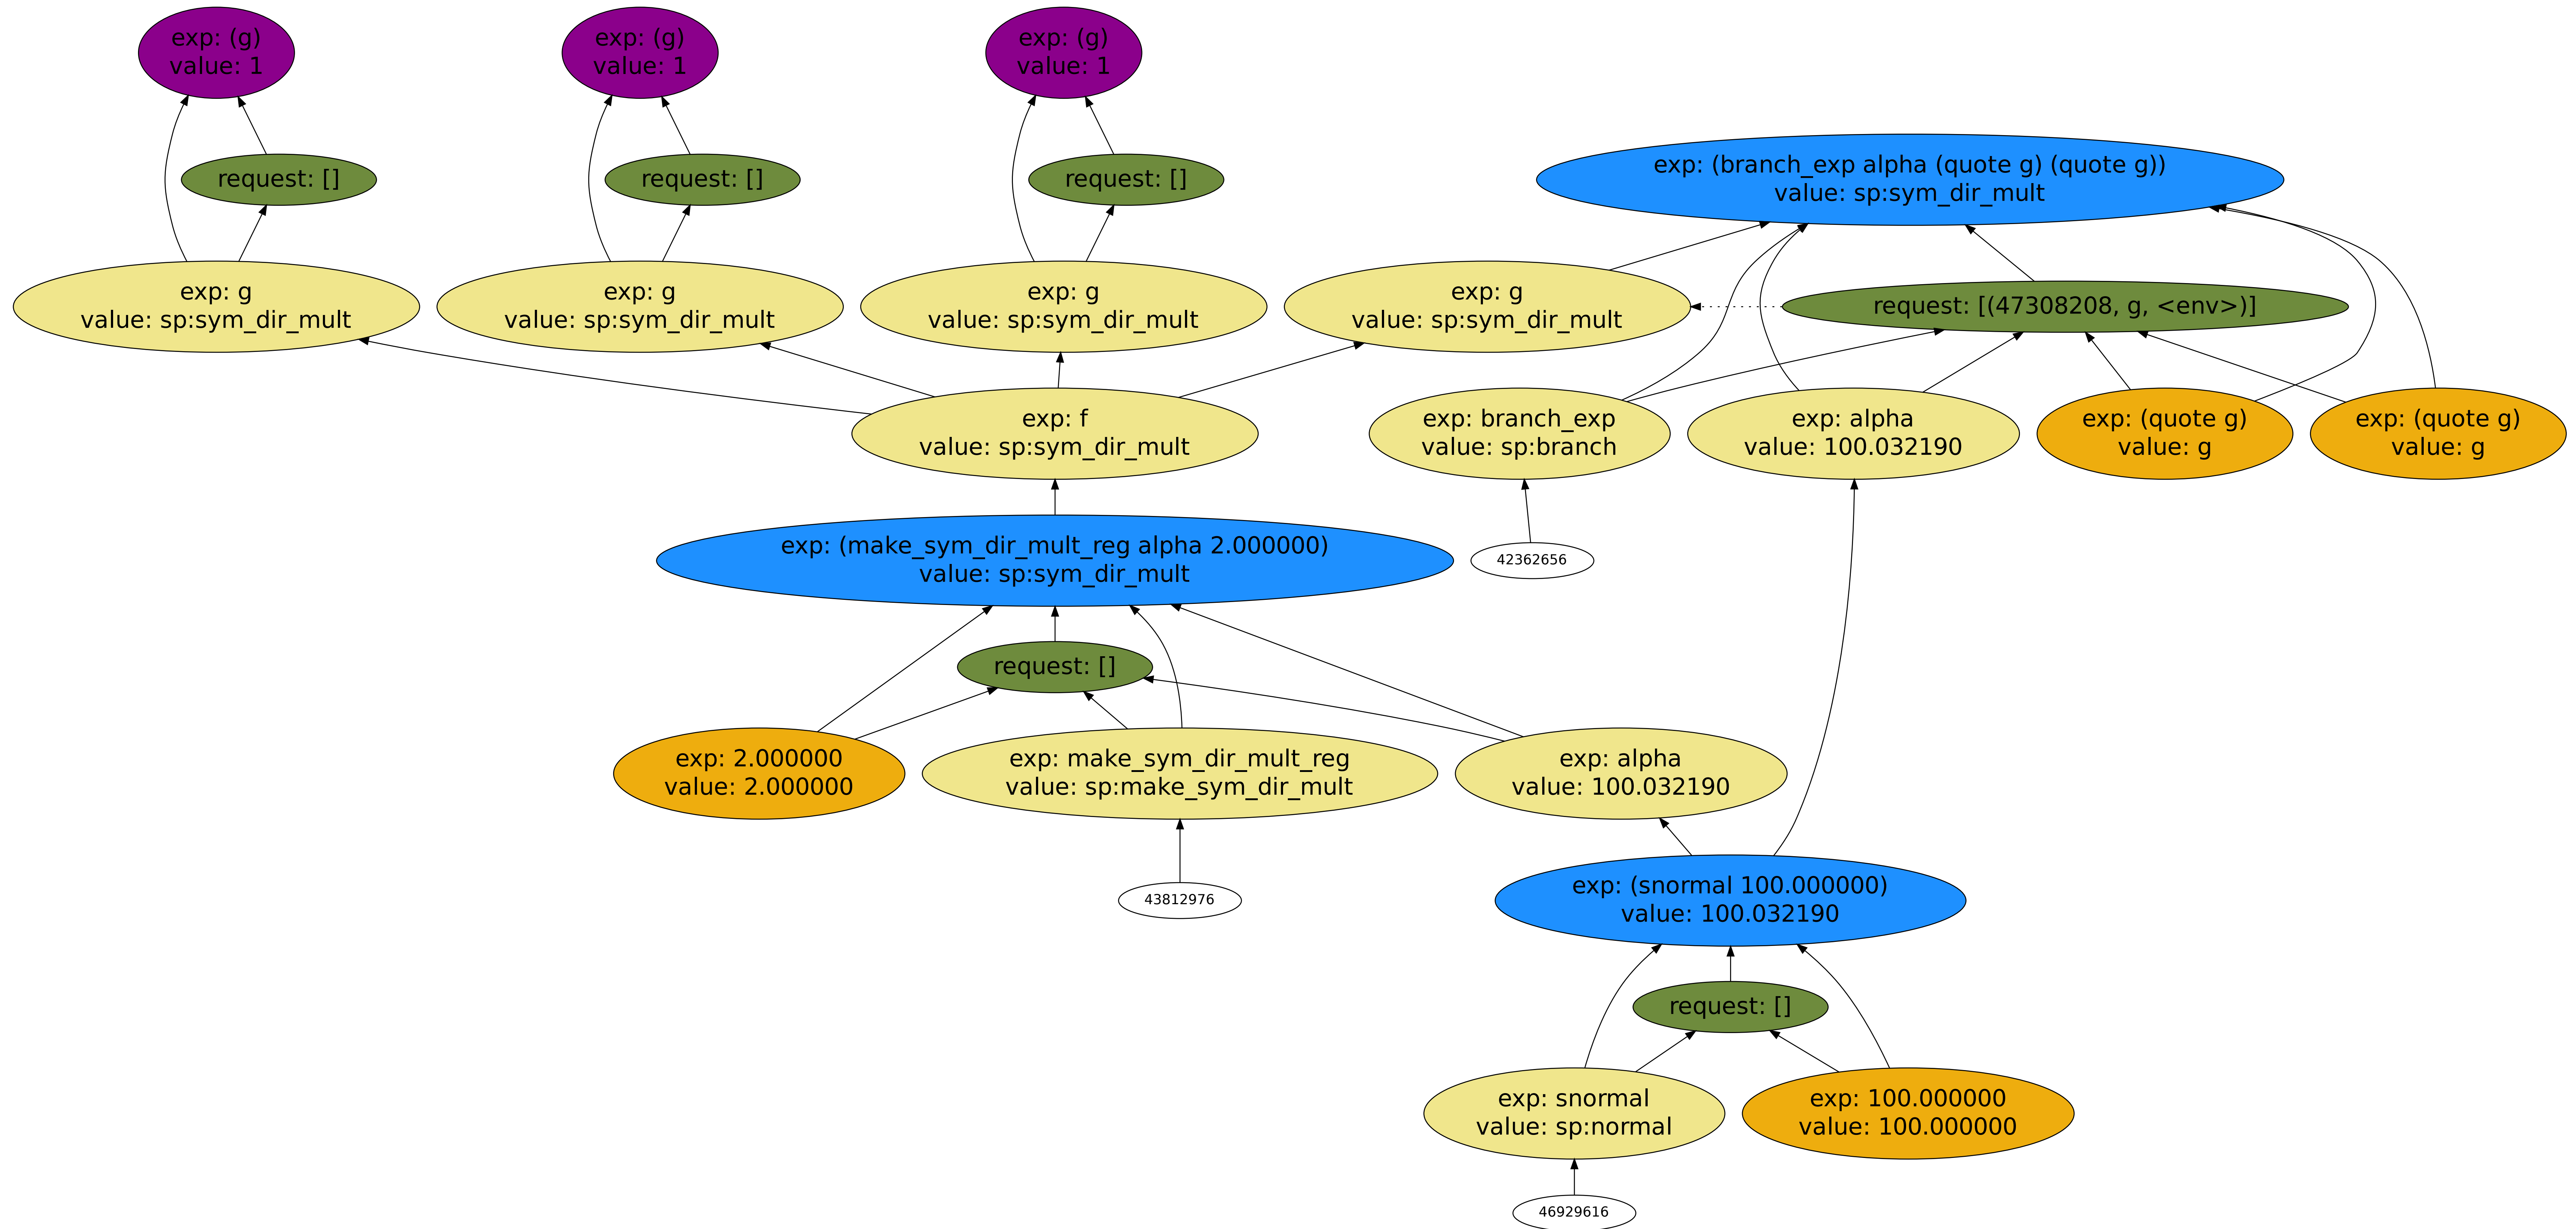 exp: (g)
value: 1
exp: (g)
value: 1
exp: (g)
value: 1
request: []
request: []
request: []
exp: (branch_exp alpha (quote g) (quote g))
value: sp:sym_dir_mult
exp: g
value: sp:sym_dir_mult
exp: g
value: sp:sym_dir_mult
exp: g
value: sp:sym_dir_mult
exp: g
value: sp:sym_dir_mult
request: [(47308208, g, <env>)]
exp: f
value: sp:sym_dir_mult
exp: branch_exp
value: sp:branch
exp: alpha
value: 100.032190
exp: (quote g)
value: g
exp: (quote g)
value: g
exp: (make_sym_dir_mult_reg alpha 2.000000)
value: sp:sym_dir_mult
42362656
request: []
exp: 2.000000
value: 2.000000
exp: make_sym_dir_mult_reg
value: sp:make_sym_dir_mult
exp: alpha
value: 100.032190
43812976
exp: (snormal 100.000000)
value: 100.032190
request: []
exp: snormal
value: sp:normal
exp: 100.000000
value: 100.000000
46929616